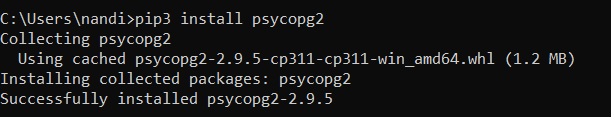 C:\Users\nandi>pip3 install psycopg2
Collecting psycopg2
  Using cached psycopg2-2.9.5-cp311-cp311-win_amd64.whl (1.2 MB)
Installing collected packages: psycopg2
Successfully installed psycopg2-2.9.5